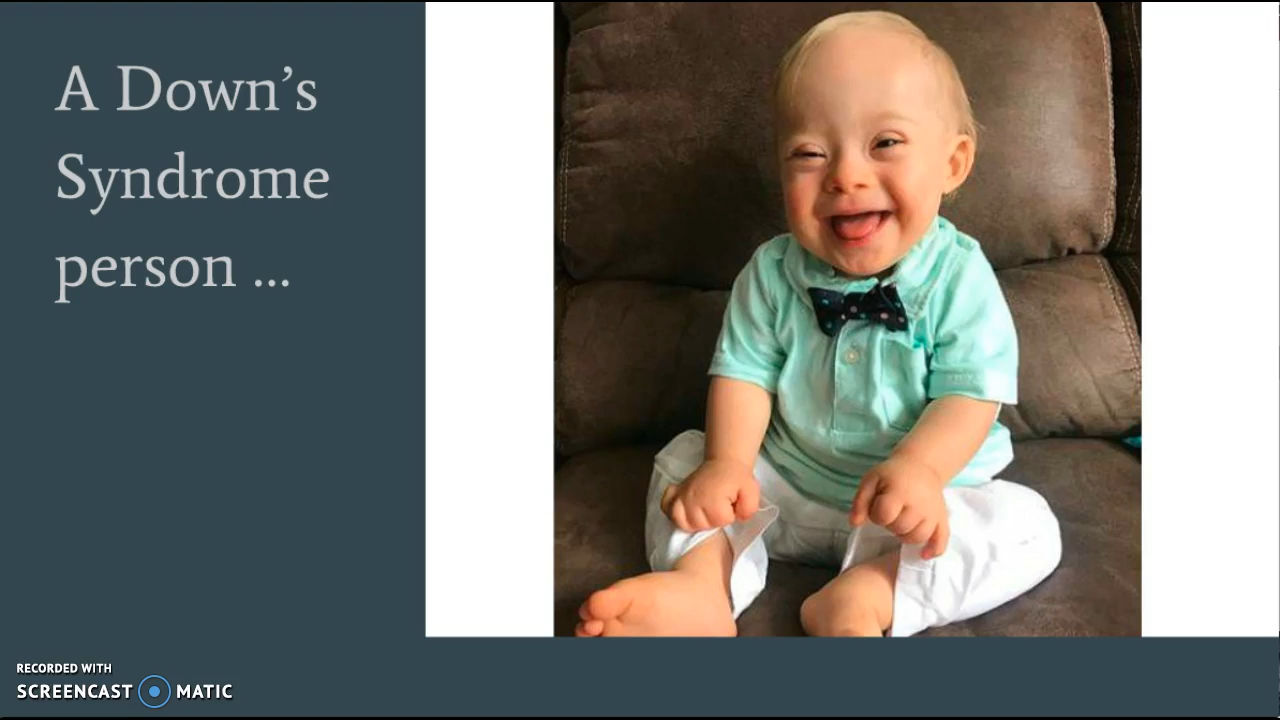 A Down’s
Syndrome
person ...
RECORDED WITH
SCREENCAST MATIC